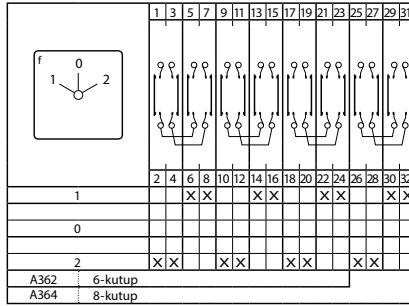 1 3 5 7 9 11 13 15 17 19 21 23 25 27 29 31
f
0
1 2
2 4 6 8 10 12 14 16 18 20 22 24 26 28 30 32
1 X X X X X X X X
0
2 X X X X X X X X
A362 6-kutup
A364 8-kutup